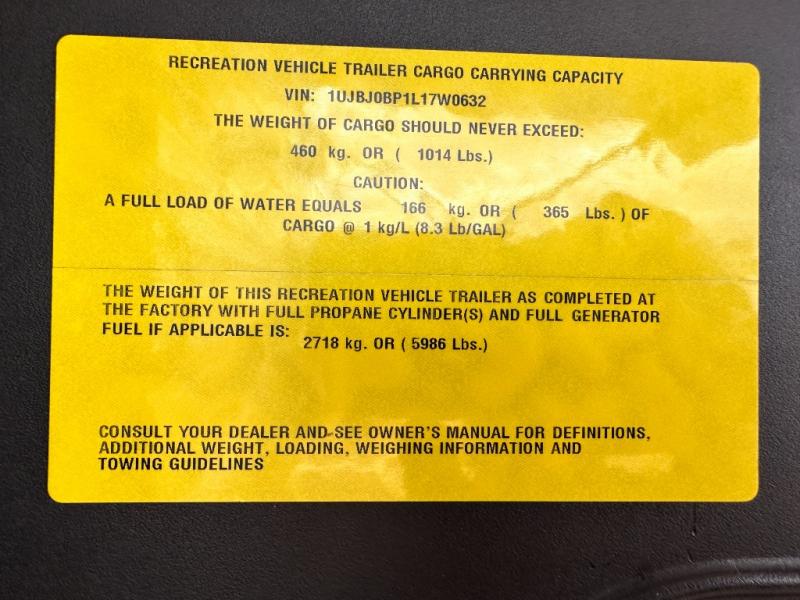 RECREATION VEHICLE TRAILER CARGO CARRYING CAPACITY
VIN: 1UJBJ0BP1L17W0632
THE WEIGHT OF CARGO SHOULD NEVER EXCEED:
460 kg. OR ( 1014 Lbs.)
CAUTION:
A FULL LOAD OF WATER EQUALS 166 kg. OR ( 365 Lbs. ) OF
CARGO @ 1 kg/L (8.3 Lb/GAL)
THE WEIGHT OF THIS RECREATION VEHICLE TRAILER AS COMPLETED AT
THE FACTORY WITH FULL PROPANE CYLINDER(S) AND FULL GENERATOR
FUEL IF APPLICABLE IS:
2718 kg. OR ( 5986 Lbs.)
CONSULT YOUR DEALER AND SEE OWNER'S MANUAL FOR DEFINITIONS,
ADDITIONAL WEIGHT, LOADING, WEIGHING INFORMATION AND
TOWING GUIDELINES